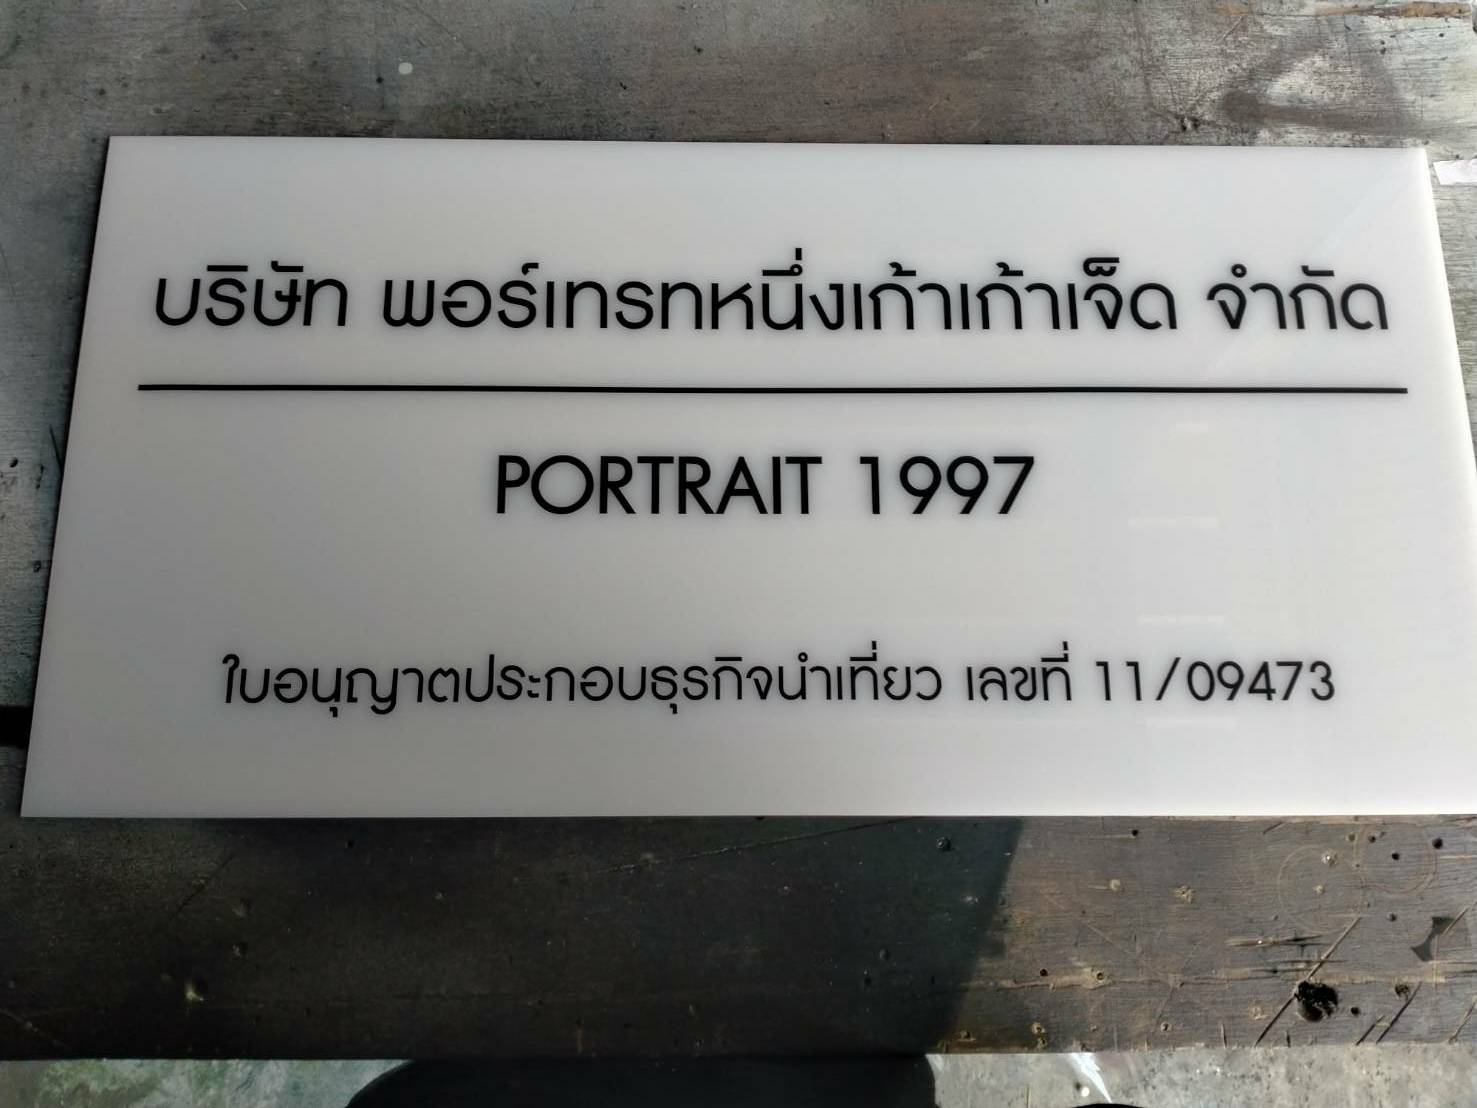 บริษัท พอร์เทรทหนึ่งเก้าเก้าเจ็ด จำกัด
PORTRAIT 1997
ใบอนุญาตประกอบธุรกิจนำเที่ยว เลขที่ 11/09473